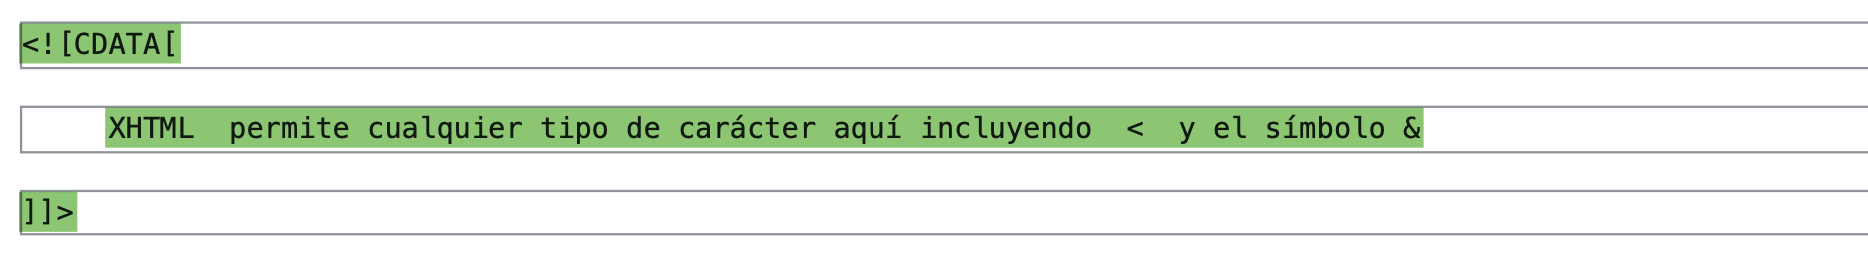 <![CDATA[
XHTML  permite cualquier tipo de carácter aquí incluyendo  <  y el símbolo &
]]>